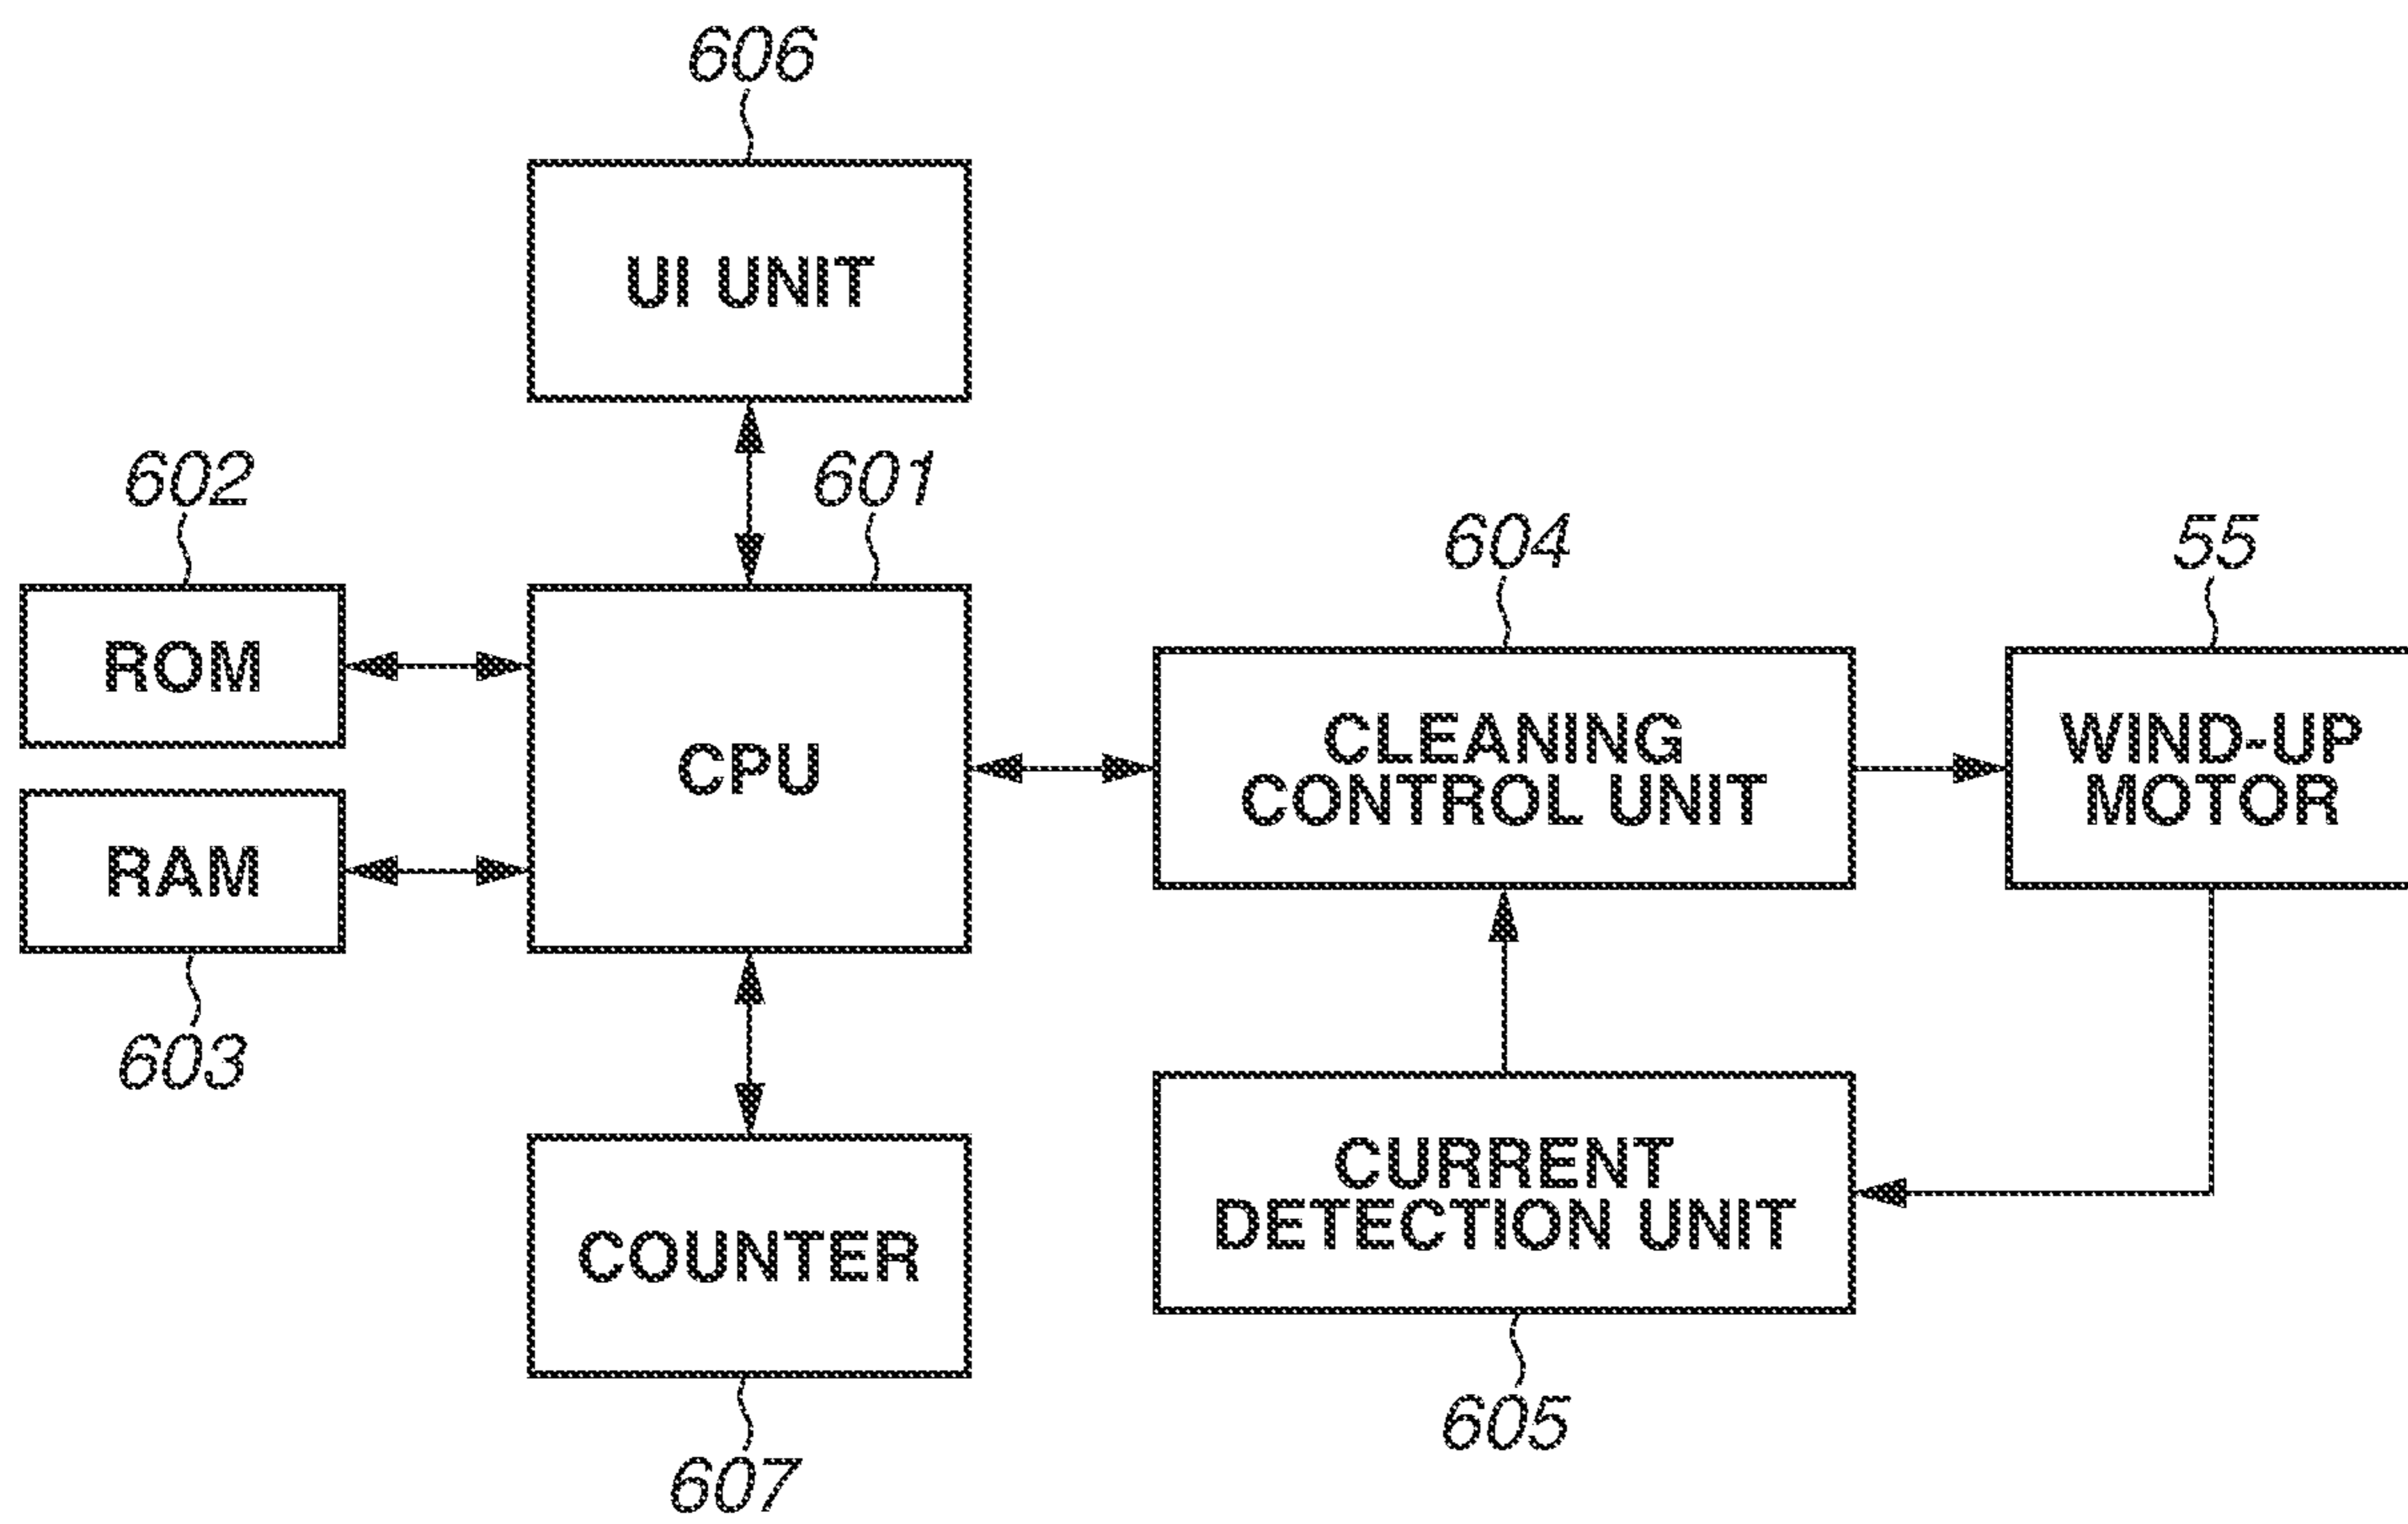 606
UI UNIT
602
601
604
55
ROM
CPU
CLEANING
CONTROL UNIT
WIND-UP
MOTOR
RAM
603
CURRENT
DETECTION UNIT
COUNTER
605
607